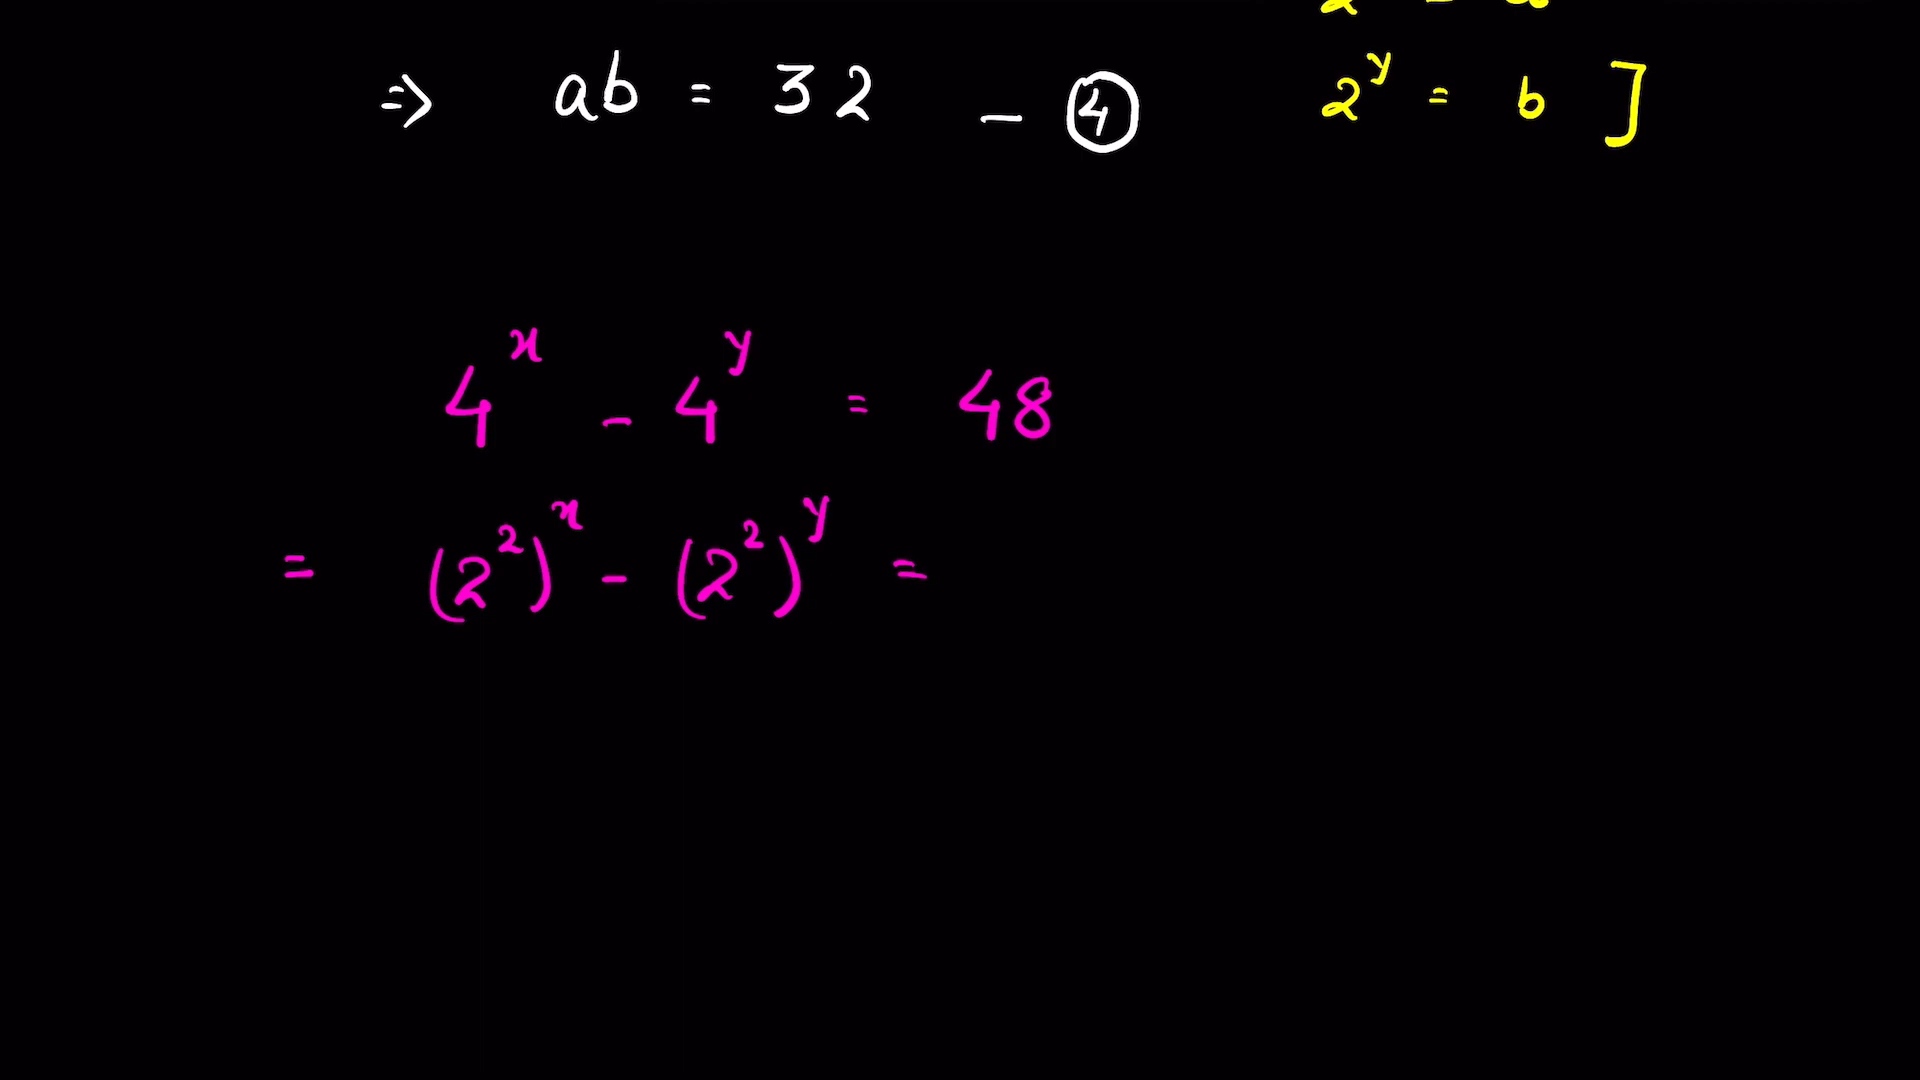 ⇒ ab = 32 - ④
2^y = b ]
4^x - 4^y = 48
= (2^2)^x - (2^2)^y =